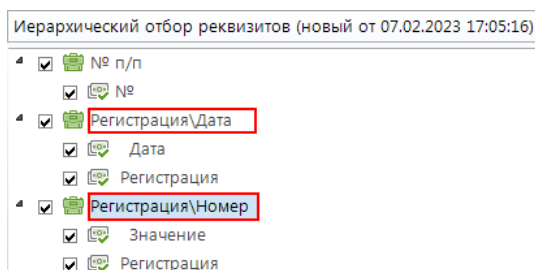 Иерархический отбор реквизитов (новый от 07.02.2023 17:05:16)
№ п/п
№
Регистрация\Дата
Дата
Регистрация
Регистрация\Номер
Значение
Регистрация